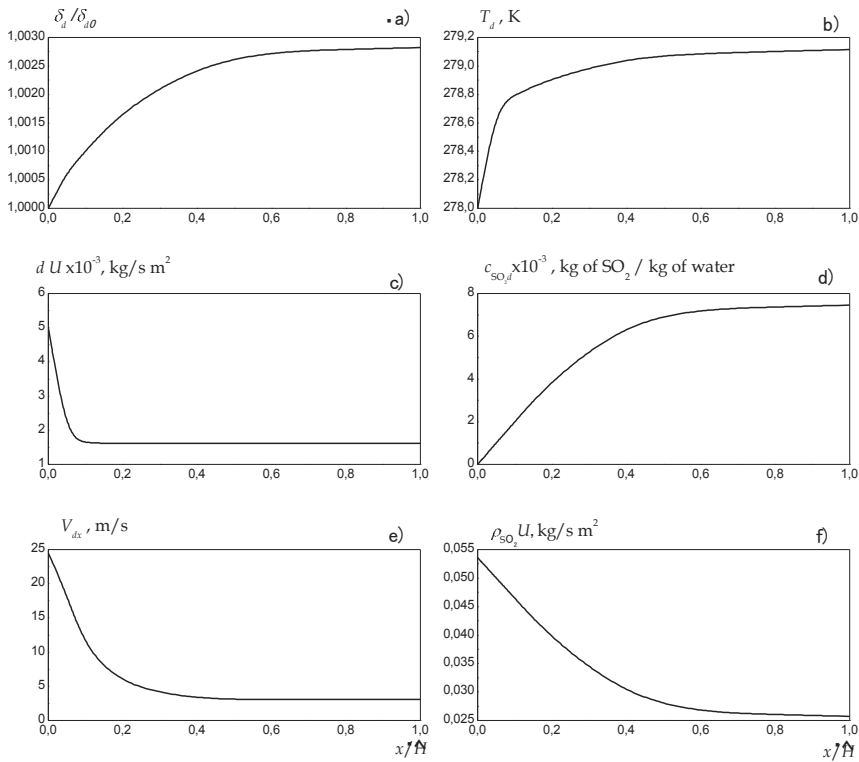 δd/δd0
a)
1,0030
1,0025
1,0020
1,0015
1,0010
1,0005
1,0000
0,0 0,2 0,4 0,6 0,8 1,0
Td, K
b)
279,2
279,0
278,8
278,6
278,4
278,2
278,0
0,0 0,2 0,4 0,6 0,8 1,0
d U x10-3, kg/s m2
c)
6
5
4
3
2
1
0,0 0,2 0,4 0,6 0,8 1,0
cSO2d x10-3, kg of SO2 / kg of water
d)
8
6
4
2
0
0,0 0,2 0,4 0,6 0,8 1,0
Vdx, m/s
e)
25
20
15
10
5
0
0,0 0,2 0,4 0,6 0,8 1,0
x/H
ρSO2U, kg/s m2
f)
0,055
0,045
0,035
0,025
0,0 0,2 0,4 0,6 0,8 1,0
x/H